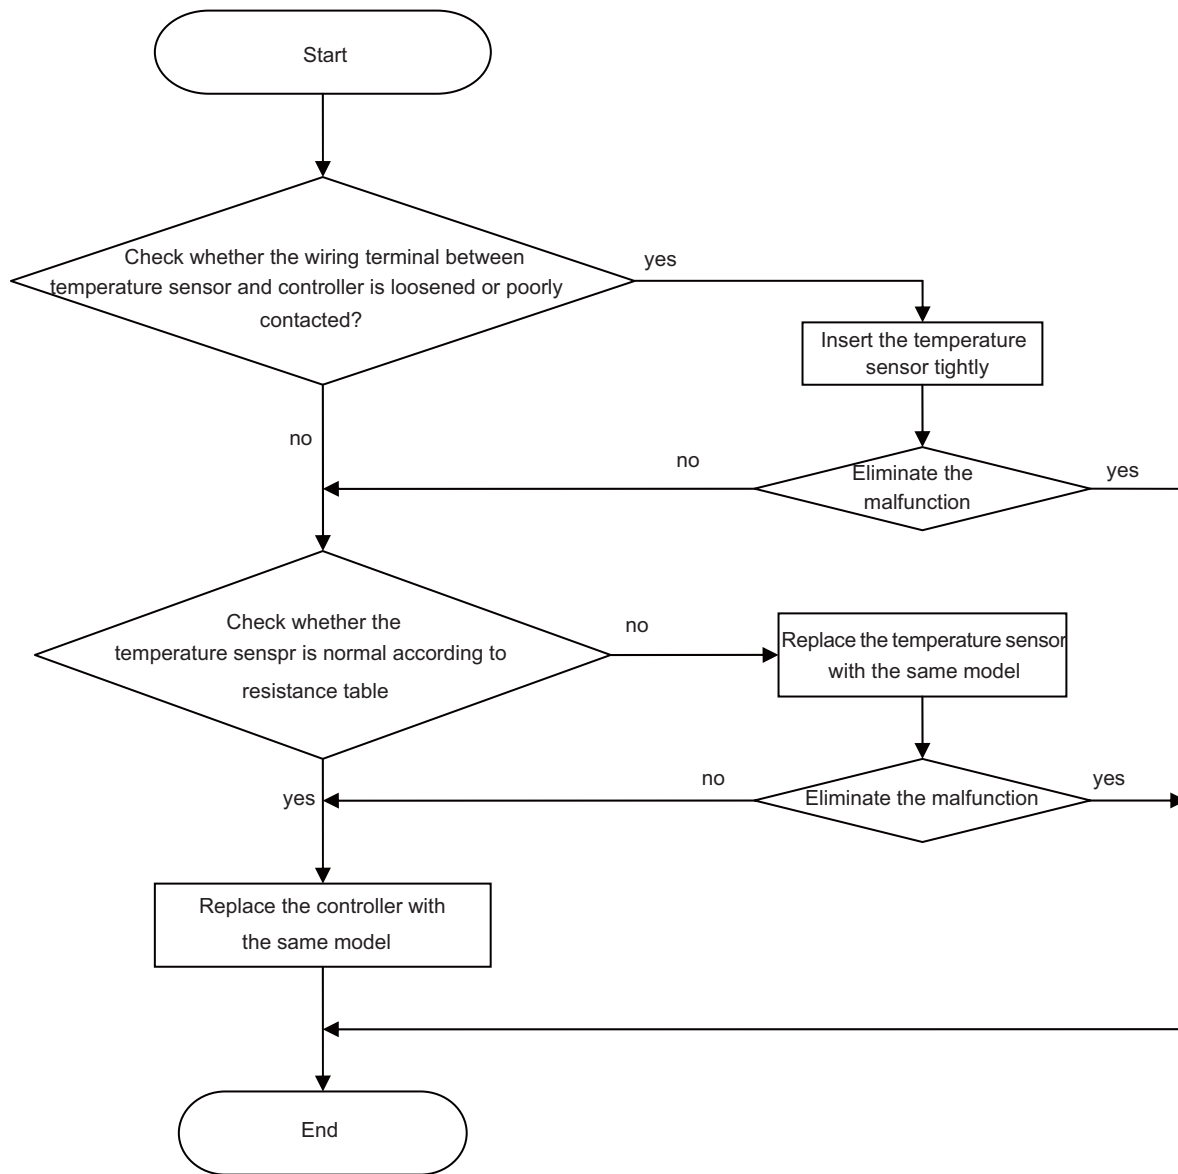 Start
Check whether the wiring terminal between
temperature sensor and controller is loosened or poorly
contacted?
yes
Insert the temperature
sensor tightly
no
no
Eliminate the
malfunction
yes
Check whether the
temperature senspr is normal according to
resistance table
no
Replace the temperature sensor
with the same model
yes
no
Eliminate the malfunction
yes
Replace the controller with
the same model
End